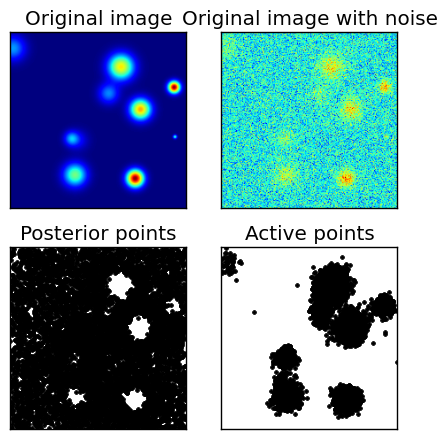 Original image
Original image with noise
Posterior points
Active points